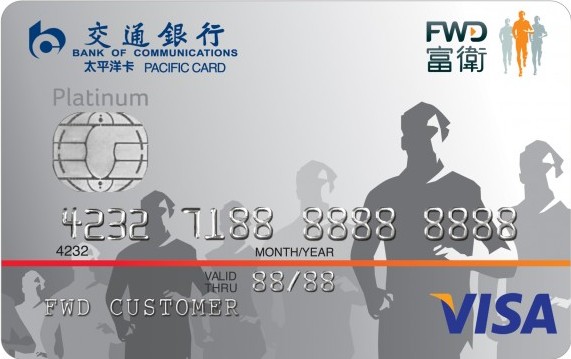 交通銀行
BANK OF COMMUNICATIONS
太平洋卡 PACIFIC CARD
FWD
富衛
Platinum
4232 7188 8888 8888
4232
MONTH/YEAR
VALID THRU 88/88
FWD CUSTOMER
VISA